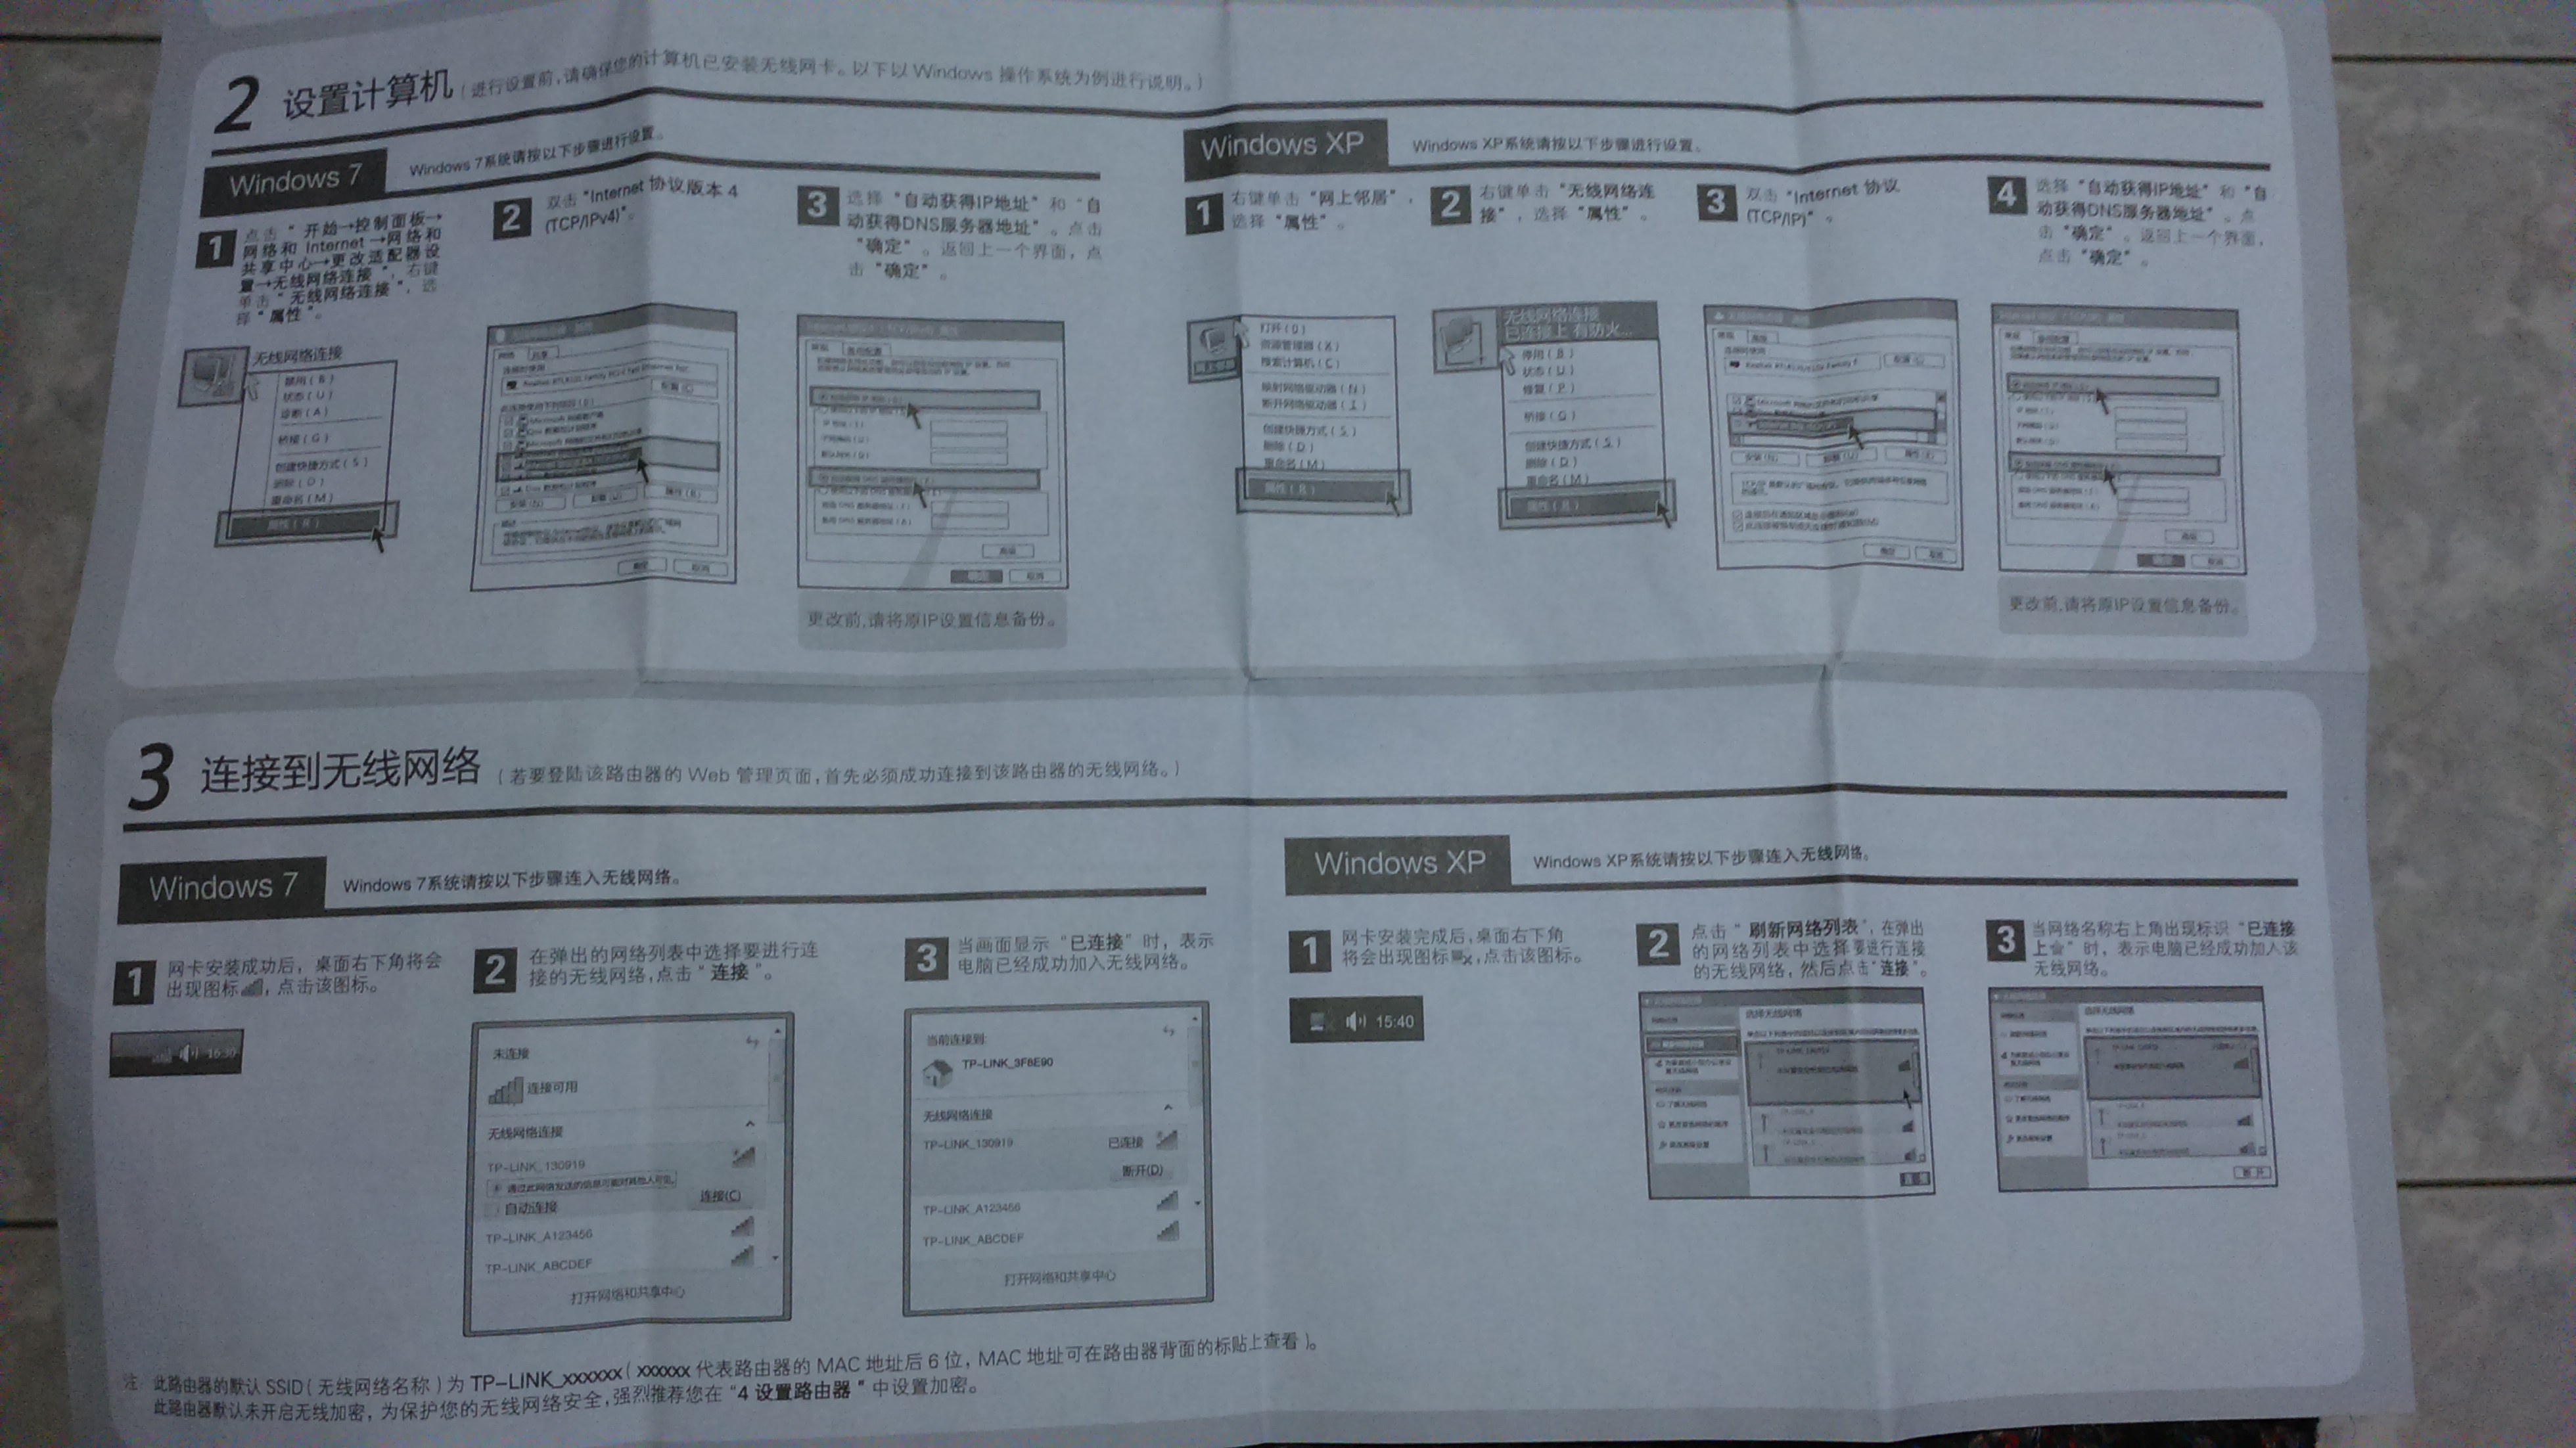 2 设置计算机(进行设置前,请确保您的计算机已安装无线网卡。以下以 Windows 操作系统为例进行说明。)
Windows 7
Windows 7系统请按以下步骤进行设置。
1
点击“开始→控制面板→
网络和 Internet →网络和
共享中心→更改适配器设
置→无线网络连接”,右键
单击“无线网络连接”,选
择“属性”。
无线网络连接
禁用(B)
状态(U)
诊断(A)
桥接(G)
创建快捷方式(S)
删除(D)
重命名(M)
属性(R)
2
双击“Internet 协议版本 4
(TCP/IPv4)”。
网络
共享
连接时使用
3
选择“自动获得IP地址”和“自
动获得DNS服务器地址”。点击
“确定”。返回上一个界面,点
击“确定”。
高级
取消
更改前,请将原IP设置信息备份。
Windows XP
Windows XP系统请按以下步骤进行设置。
1
右键单击“网上邻居”,
选择“属性”。
打开(O)
资源管理器(X)
搜索计算机(C)
映射网络驱动器(N)
断开网络驱动器(I)
创建快捷方式(S)
删除(D)
重命名(M)
属性(R)
2
右键单击“无线网络连
接”,选择“属性”。
无线网络连接
已连接上 有防火...
停用(B)
状态(U)
修复(P)
桥接(G)
创建快捷方式(S)
删除(D)
重命名(M)
属性(R)
3
双击“Internet 协议
(TCP/IP)”。
4
选择“自动获得IP地址”和“自
动获得DNS服务器地址”。点
击“确定”。返回上一个界面,
点击“确定”。
更改前,请将原IP设置信息备份。
3 连接到无线网络(若要登陆该路由器的 Web 管理页面,首先必须成功连接到该路由器的无线网络。)
Windows 7
Windows 7系统请按以下步骤连入无线网络。
1
网卡安装成功后,桌面右下角将会
出现图标,点击该图标。
16:30
2
在弹出的网络列表中选择要进行连
接的无线网络,点击“连接”。
未连接
连接可用
无线网络连接
TP-LINK_130919
通过此网络发送的信息可能对其他人可见。
自动连接
连接(C)
TP-LINK_A123456
TP-LINK_ABCDEF
打开网络和共享中心
3
当画面显示“已连接”时,表示
电脑已经成功加入无线网络。
当前连接到:
TP-LINK_3F8E90
无线网络连接
TP-LINK_130919 已连接
断开(D)
TP-LINK_A123456
TP-LINK_ABCDEF
打开网络和共享中心
Windows XP
Windows XP系统请按以下步骤连入无线网络。
1
网卡安装完成后,桌面右下角
将会出现图标,点击该图标。
15:40
2
点击“刷新网络列表”,在弹出
的网络列表中选择要进行连接
的无线网络,然后点击“连接”。
选择无线网络
3
当网络名称右上角出现标识“已连接
上”时,表示电脑已经成功加入该
无线网络。
选择无线网络
断开
注: 此路由器的默认 SSID(无线网络名称)为 TP-LINK_xxxxxx(xxxxxx 代表路由器的 MAC 地址后 6 位,MAC 地址可在路由器背面的标贴上查看)。
此路由器默认未开启无线加密,为保护您的无线网络安全,强烈推荐您在“4 设置路由器”中设置加密。